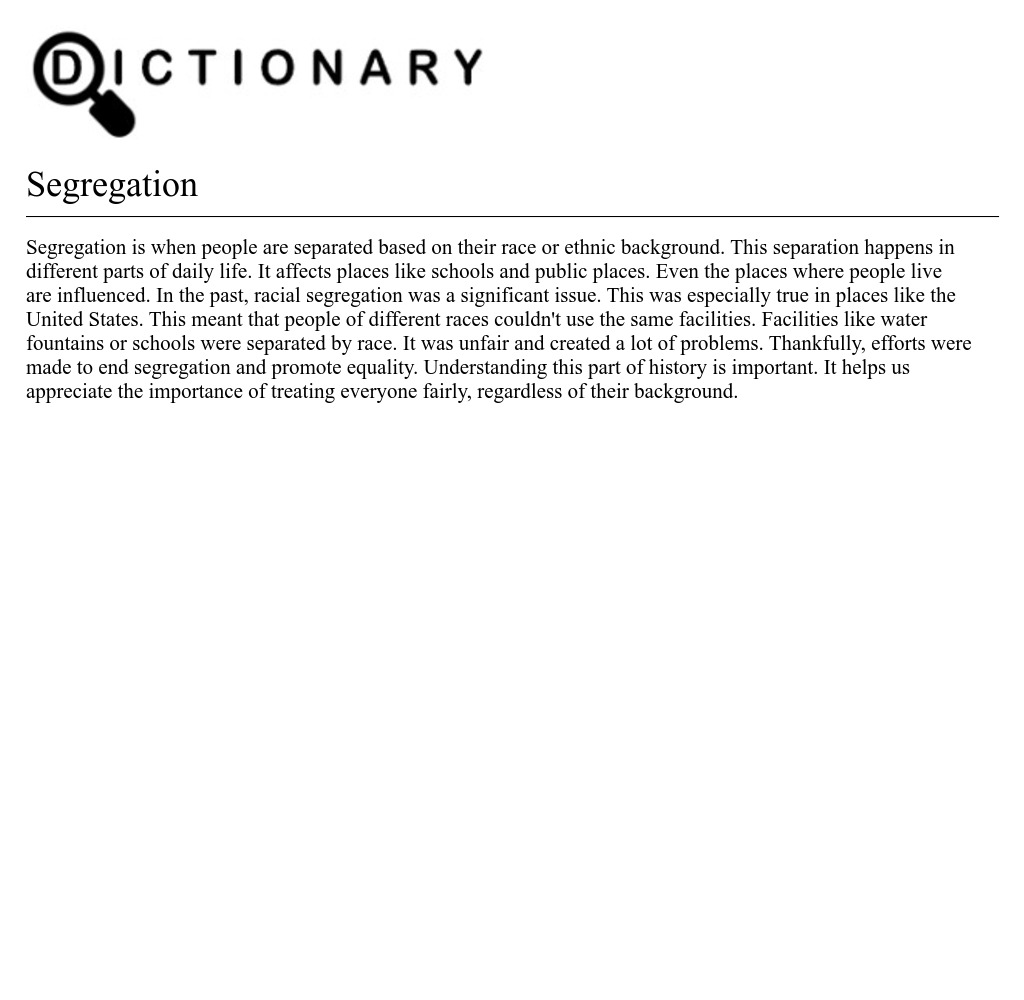 DICTIONARY
Segregation
Segregation is when people are separated based on their race or ethnic background. This separation happens in
different parts of daily life. It affects places like schools and public places. Even the places where people live
are influenced. In the past, racial segregation was a significant issue. This was especially true in places like the
United States. This meant that people of different races couldn't use the same facilities. Facilities like water
fountains or schools were separated by race. It was unfair and created a lot of problems. Thankfully, efforts were
made to end segregation and promote equality. Understanding this part of history is important. It helps us
appreciate the importance of treating everyone fairly, regardless of their background.